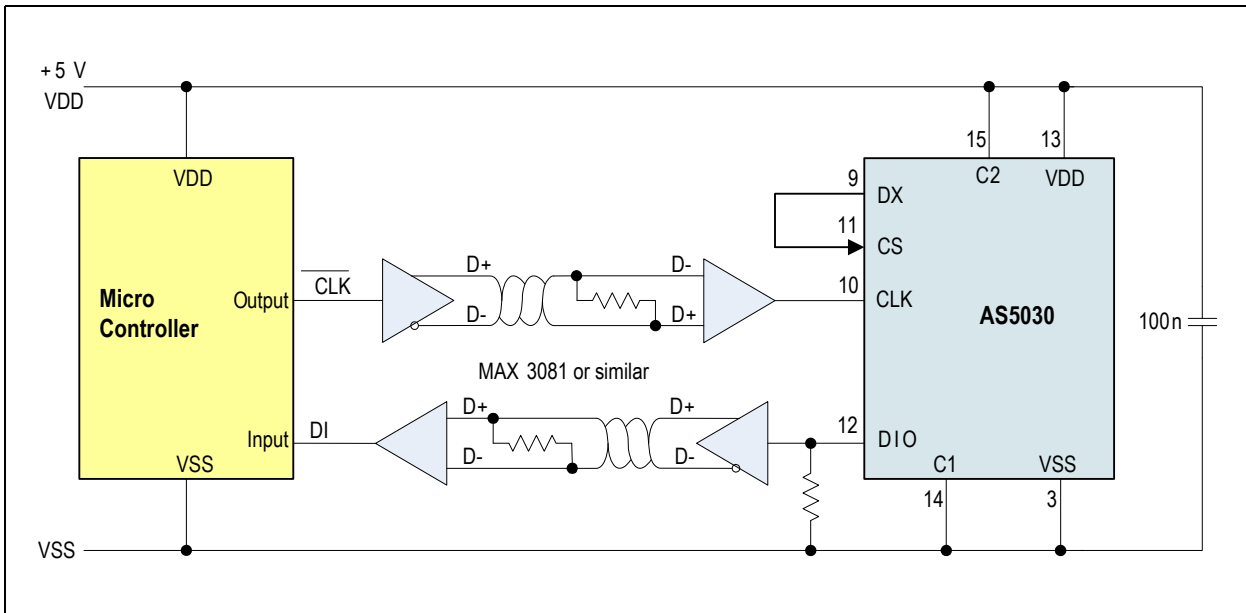 +5 V
VDD
15
13
VDD
C2
VDD
9
DX
11
CS
Micro
Controller
Output
CLK
D+
D-
D-
D+
10
CLK
AS5030
100n
MAX 3081 or similar
Input
DI
D+
D-
D+
D-
12
DIO
VSS
C1
VSS
14
3
VSS